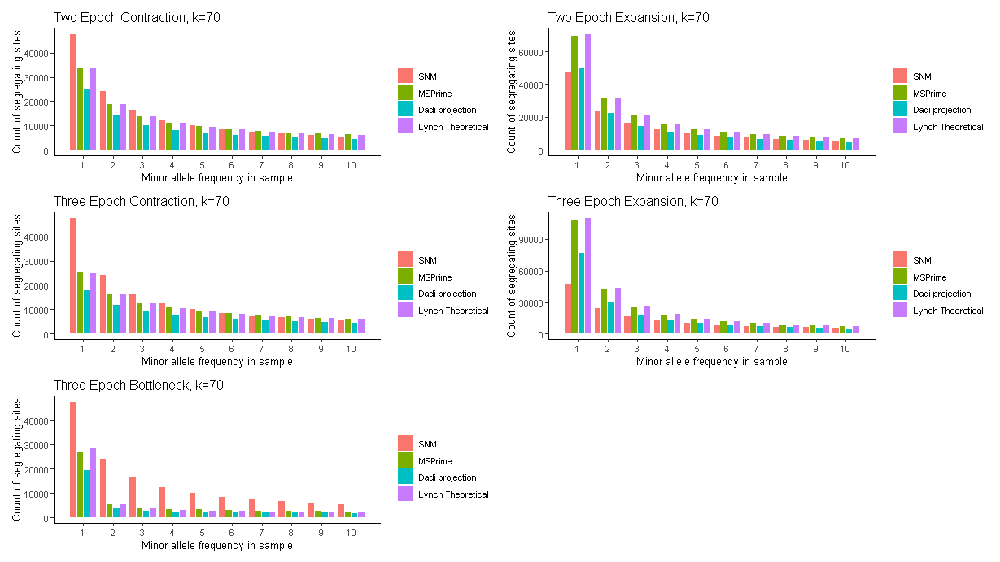 Two Epoch Contraction, k=70
Count of segregating sites
40000
30000
20000
10000
0
1 2 3 4 5 6 7 8 9 10
Minor allele frequency in sample
SNM
MSPrime
Dadi projection
Lynch Theoretical
Two Epoch Expansion, k=70
Count of segregating sites
60000
40000
20000
0
1 2 3 4 5 6 7 8 9 10
Minor allele frequency in sample
SNM
MSPrime
Dadi projection
Lynch Theoretical
Three Epoch Contraction, k=70
Count of segregating sites
40000
30000
20000
10000
0
1 2 3 4 5 6 7 8 9 10
Minor allele frequency in sample
SNM
MSPrime
Dadi projection
Lynch Theoretical
Three Epoch Expansion, k=70
Count of segregating sites
90000
60000
30000
0
1 2 3 4 5 6 7 8 9 10
Minor allele frequency in sample
SNM
MSPrime
Dadi projection
Lynch Theoretical
Three Epoch Bottleneck, k=70
Count of segregating sites
40000
30000
20000
10000
0
1 2 3 4 5 6 7 8 9 10
Minor allele frequency in sample
SNM
MSPrime
Dadi projection
Lynch Theoretical